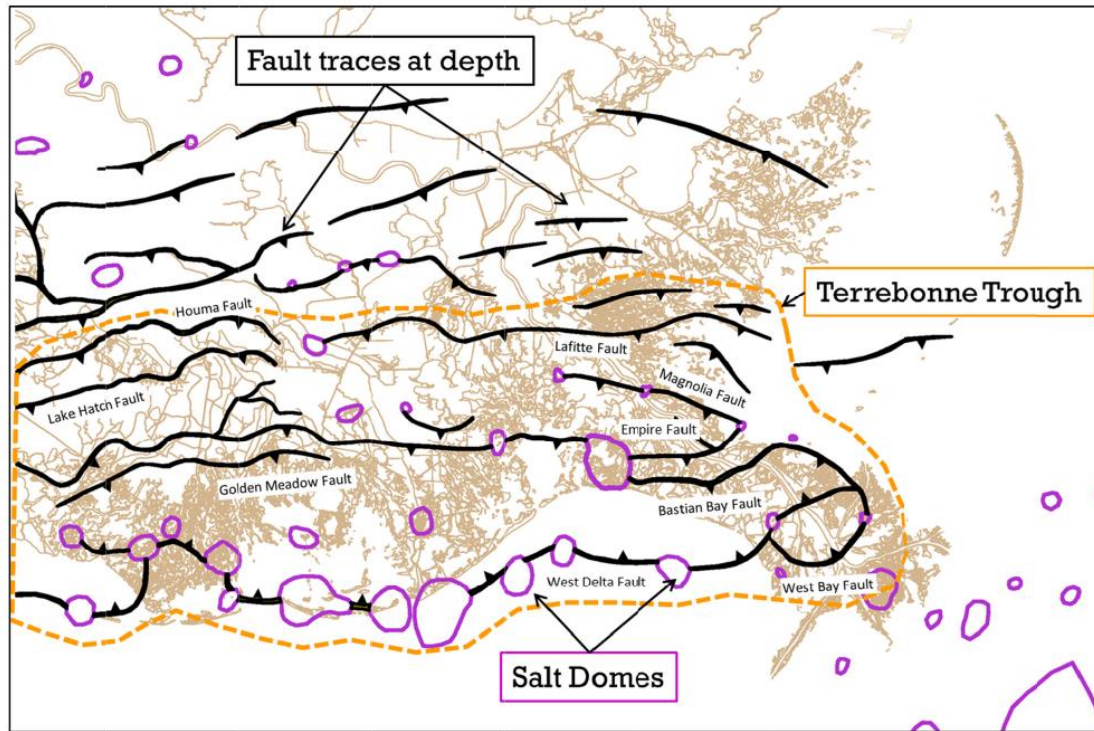 Fault traces at depth
Terrebonne Trough
Houma Fault
Lafitte Fault
Magnolia Fault
Lake Hatch Fault
Empire Fault
Golden Meadow Fault
Bastian Bay Fault
West Delta Fault
West Bay Fault
Salt Domes